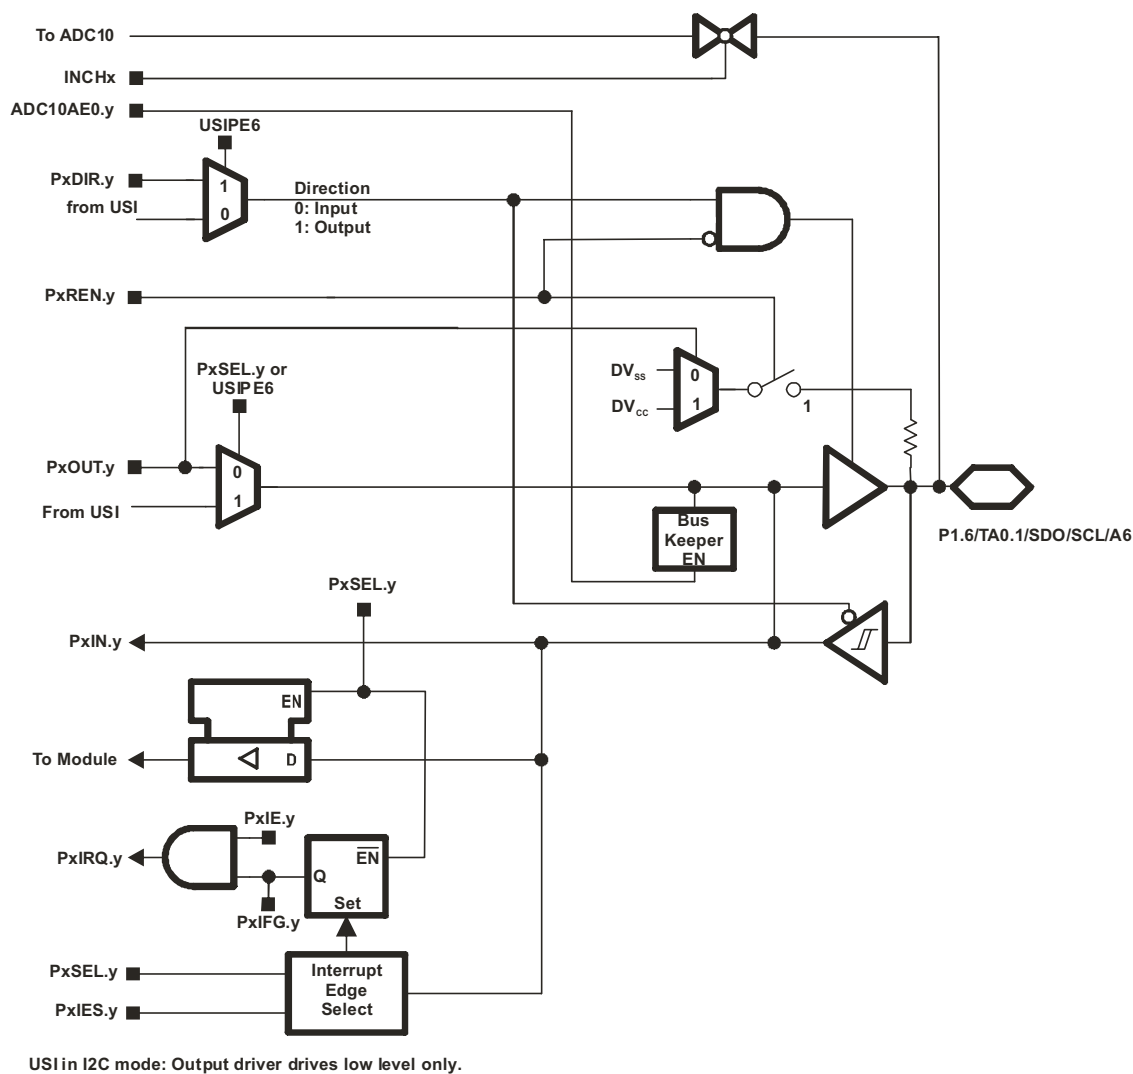 To ADC10
INCHx
ADC10AE0.y
USIPE6
PxDIR.y
1
from USI
0
Direction
0: Input
1: Output
PxREN.y
PxSEL.y or
USIPE6
DVss
0
DVcc
1
1
PxOUT.y
0
From USI
1
Bus
Keeper
EN
P1.6/TA0.1/SDO/SCL/A6
PxSEL.y
PxIN.y
EN
To Module
D
PxIE.y
PxIRQ.y
EN
Q
Set
PxIFG.y
PxSEL.y
PxIES.y
Interrupt
Edge
Select
USI in I2C mode: Output driver drives low level only.